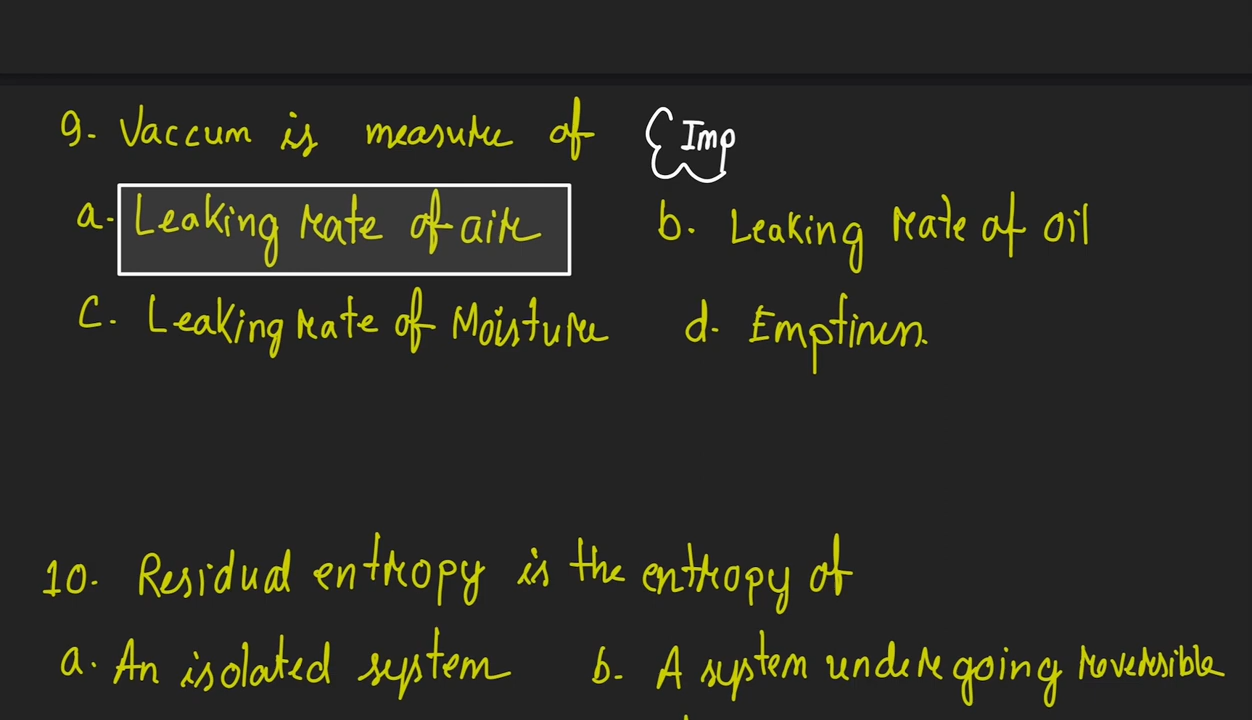 9. Vaccum is measure of {Imp
a. Leaking rate of air b. Leaking rate of oil
c. Leaking rate of Moisture d. Emptiness.
10. Residual entropy is the entropy of
a. An isolated system b. A system undergoing reversible